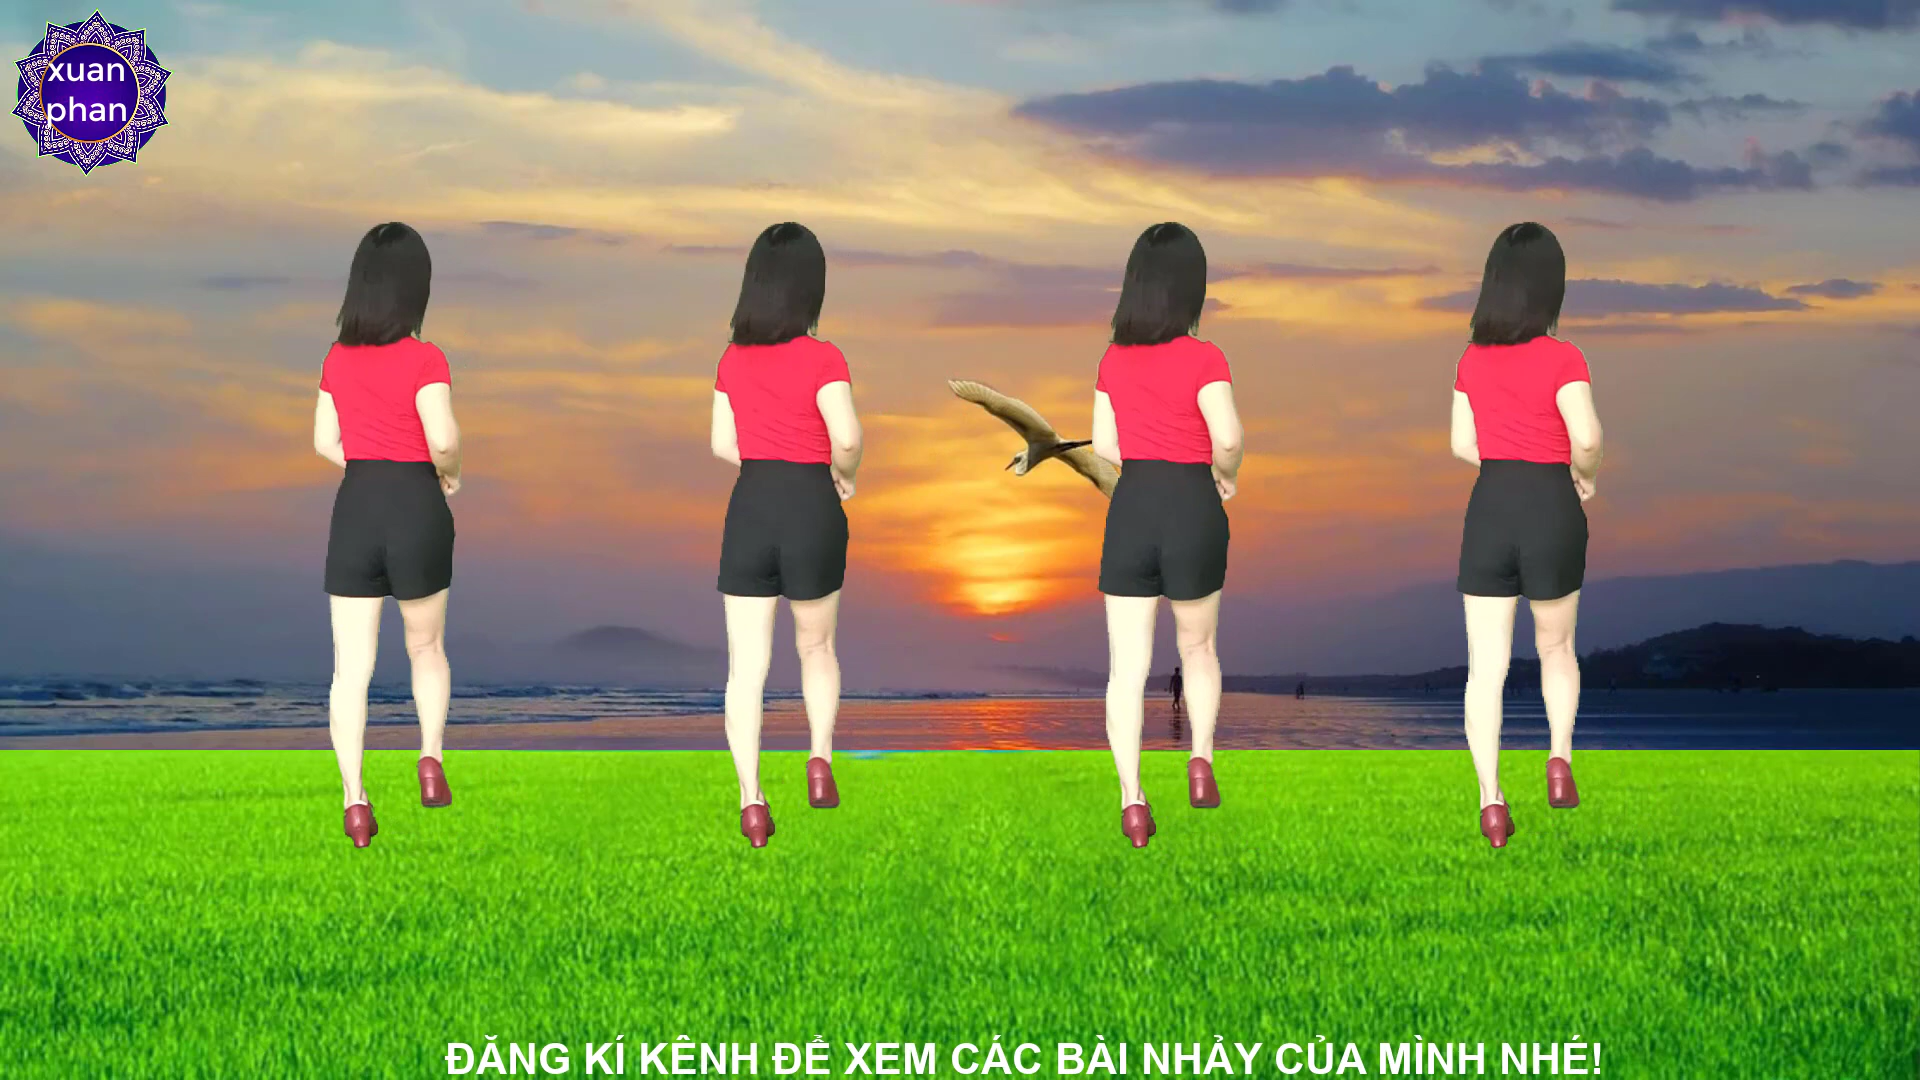 xuan
phan
ĐĂNG KÍ KÊNH ĐỂ XEM CÁC BÀI NHẢY CỦA MÌNH NHÉ!